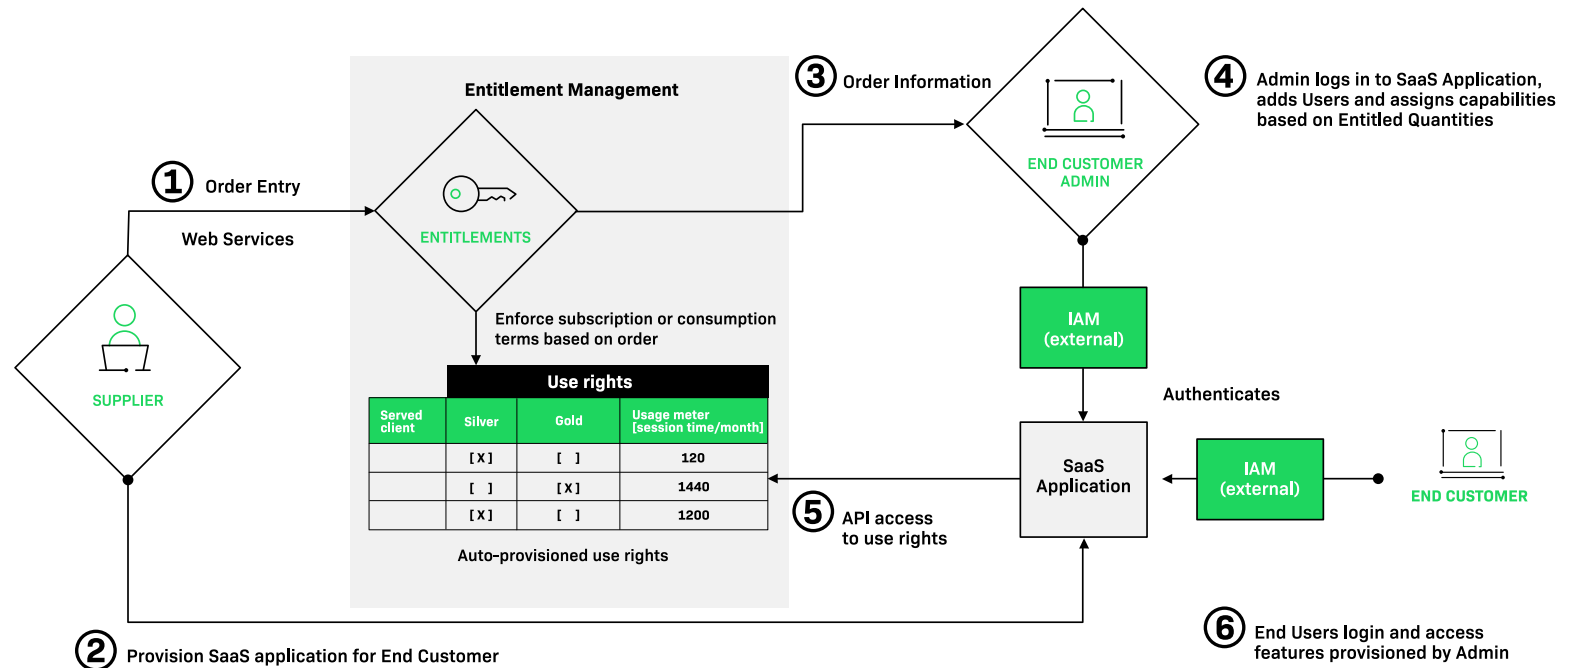 Entitlement Management
① Order Entry
Web Services
SUPPLIER
ENTITLEMENTS
③ Order Information
END CUSTOMER
ADMIN
④ Admin logs in to SaaS Application,
adds Users and assigns capabilities
based on Entitled Quantities
Enforce subscription or consumption
terms based on order
Use rights
Served
client
Silver
Gold
Usage meter
[session time/month]
[X] [ ] 120
[ ] [X] 1440
[X] [ ] 1200
Auto-provisioned use rights
IAM
(external)
Authenticates
SaaS
Application
IAM
(external)
END CUSTOMER
⑤ API access
to use rights
② Provision SaaS application for End Customer
⑥ End Users login and access
features provisioned by Admin